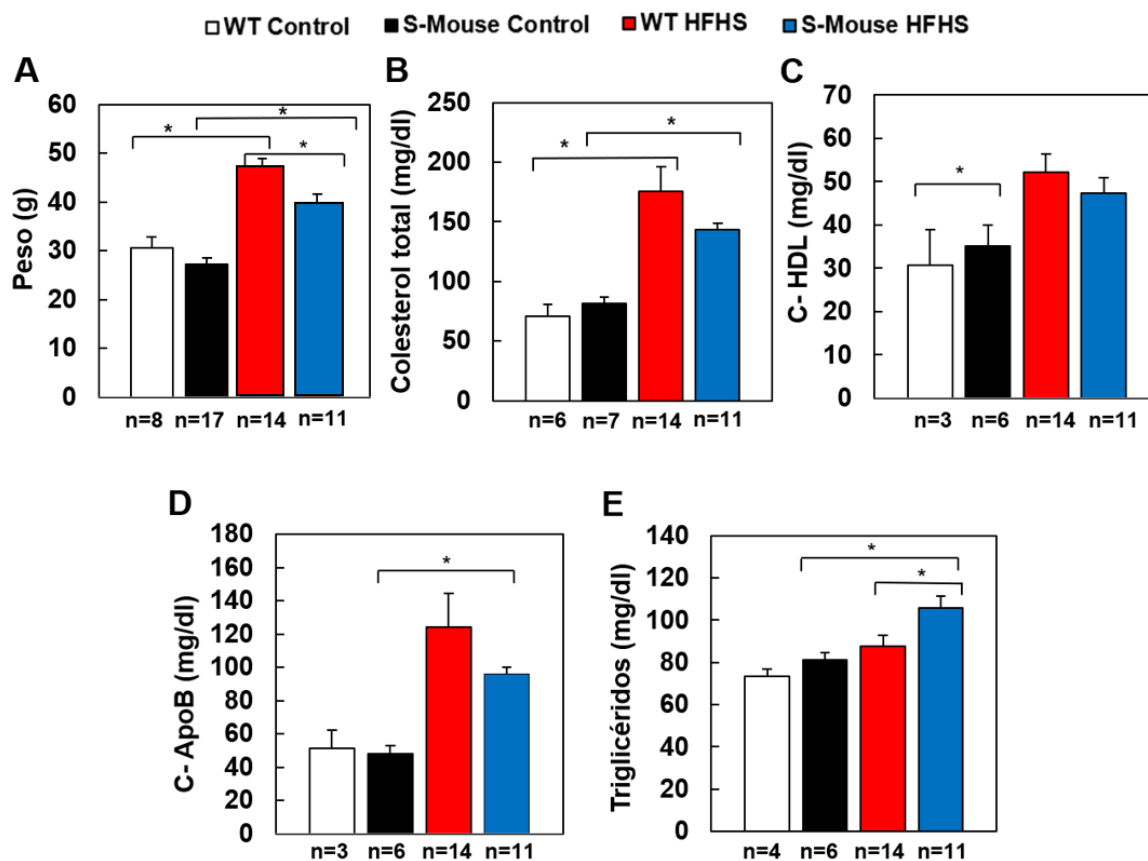 WT Control S-Mouse Control WT HFHS S-Mouse HFHS
A
Peso (g)
60
50
40
30
20
10
0
* * *
n=8 n=17 n=14 n=11
B
Colesterol total (mg/dl)
250
200
150
100
50
0
* *
n=6 n=7 n=14 n=11
C
C- HDL (mg/dl)
70
60
50
40
30
20
10
0
*
n=3 n=6 n=14 n=11
D
C- ApoB (mg/dl)
180
160
140
120
100
80
60
40
20
0
*
n=3 n=6 n=14 n=11
E
Triglicéridos (mg/dl)
140
120
100
80
60
40
20
0
* *
n=4 n=6 n=14 n=11